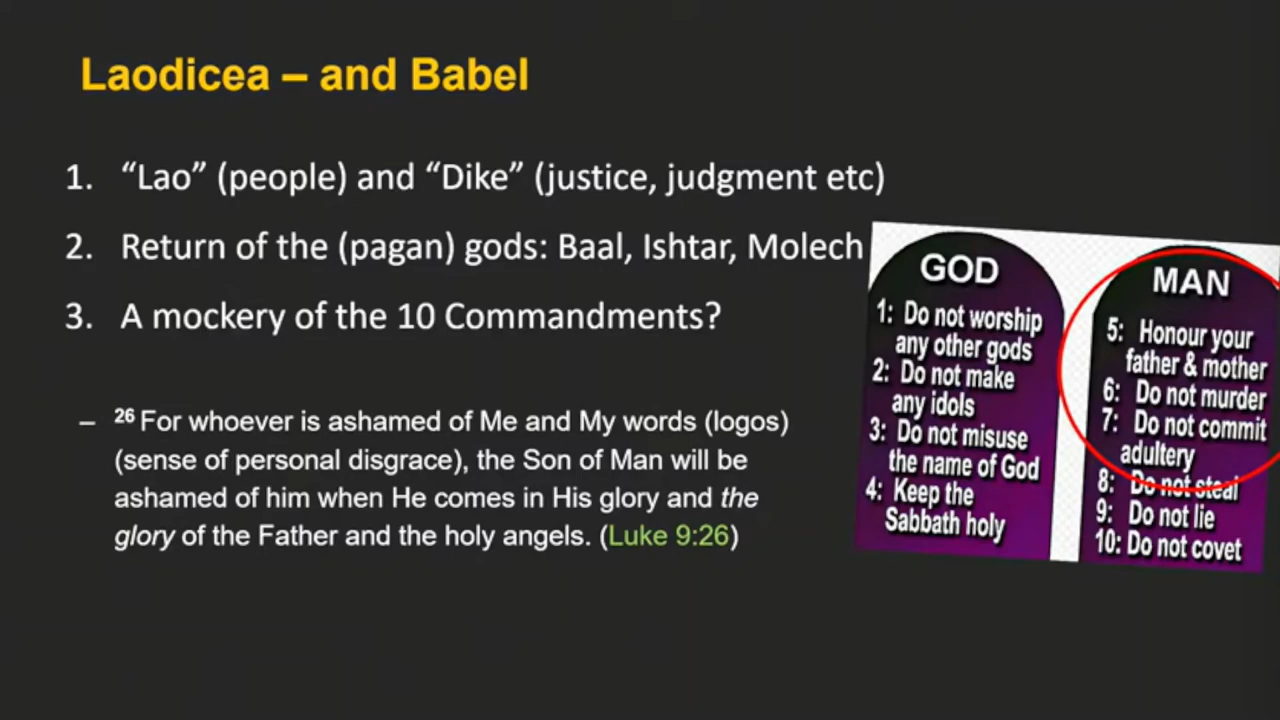 Laodicea – and Babel
1. “Lao” (people) and “Dike” (justice, judgment etc)
2. Return of the (pagan) gods: Baal, Ishtar, Molech
3. A mockery of the 10 Commandments?
– 26 For whoever is ashamed of Me and My words (logos)
(sense of personal disgrace), the Son of Man will be
ashamed of him when He comes in His glory and the
glory of the Father and the holy angels. (Luke 9:26)
GOD
1: Do not worship
any other gods
2: Do not make
any idols
3: Do not misuse
the name of God
4: Keep the
Sabbath holy
MAN
5: Honour your
father & mother
6: Do not murder
7: Do not commit
adultery
8: Do not steal
9: Do not lie
10: Do not covet